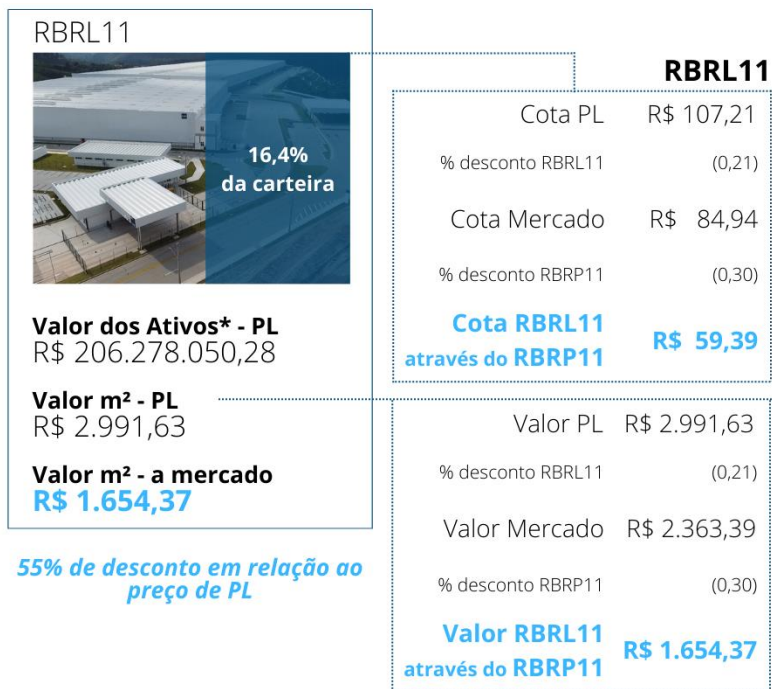 RBRL11
16,4%
da carteira
Valor dos Ativos* - PL
R$ 206.278.050,28
Valor m² - PL
R$ 2.991,63
Valor m² - a mercado
R$ 1.654,37
55% de desconto em relação ao
preço de PL
RBRL11
Cota PL R$ 107,21
% desconto RBRL11 (0,21)
Cota Mercado R$ 84,94
% desconto RBRP11 (0,30)
Cota RBRL11
através do RBRP11 R$ 59,39
Valor PL R$ 2.991,63
% desconto RBRL11 (0,21)
Valor Mercado R$ 2.363,39
% desconto RBRP11 (0,30)
Valor RBRL11
através do RBRP11 R$ 1.654,37